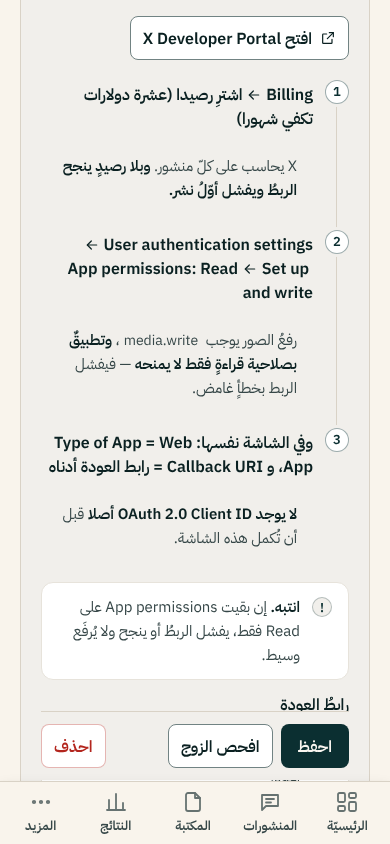 افتح X Developer Portal
1
Billing ← اشترِ رصيدا (عشرة دولارات
تكفي شهورا)
X يحاسب على كلّ منشور. وبلا رصيدٍ ينجح
الربطُ ويفشل أوّلُ نشر.
2
User authentication settings ←
Set up ← App permissions: Read
and write
رفعُ الصور يوجب media.write ، وتطبيقٌ
بصلاحية قراءةٍ فقط لا يمنحه — فيفشل
الربط بخطأٍ غامض.
3
وفي الشاشة نفسها: Type of App = Web
App، و Callback URI = رابط العودة أدناه
لا يوجد OAuth 2.0 Client ID أصلا قبل
أن تُكمل هذه الشاشة.
! انتبه. إن بقيت App permissions على
Read فقط، يفشل الربطُ أو ينجح ولا يُرفَع
وسيط.
رابطُ العودة
احفظ
افحص الزوج
احذف
الرئيسيّة
المنشورات
المكتبة
النتائج
المزيد